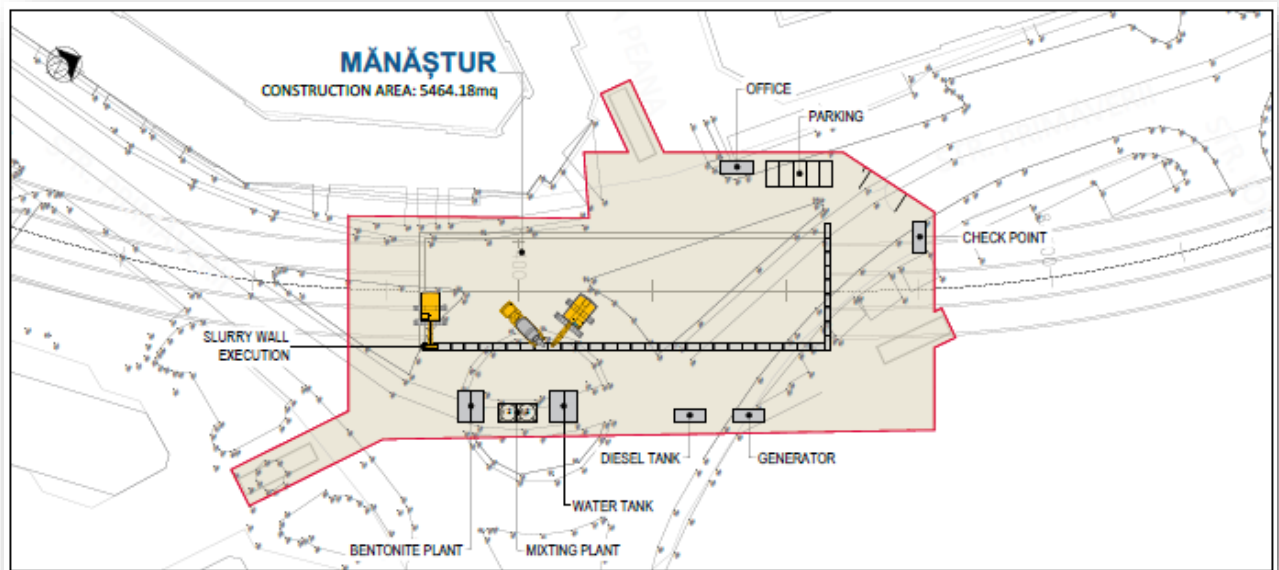 MĂNĂȘTUR
CONSTRUCTION AREA: 5464.18mq
OFFICE
PARKING
CHECK POINT
SLURRY WALL
EXECUTION
DIESEL TANK
GENERATOR
WATER TANK
BENTONITE PLANT
MIXTING PLANT